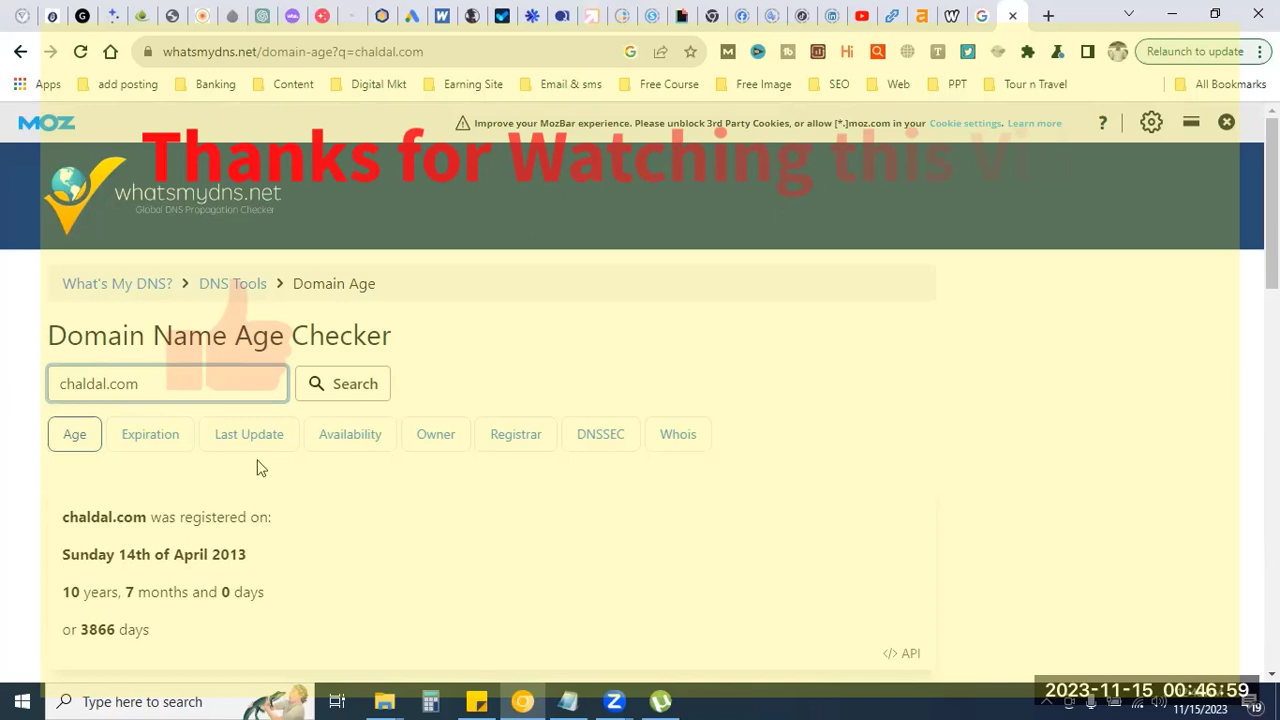 whatsmydns.net/domain-age?q=chaldal.com
Relaunch to update
Apps
add posting
Banking
Content
Digital Mkt
Earning Site
Email & sms
Free Course
Free Image
SEO
Web
PPT
Tour n Travel
All Bookmarks
MOZ
Improve your MozBar experience. Please unblock 3rd Party Cookies, or allow [*.]moz.com in your Cookie settings. Learn more
Thanks for Watching this Vi
whatsmydns.net
Global DNS Propagation Checker
What's My DNS? > DNS Tools > Domain Age
Domain Name Age Checker
chaldal.com
Search
Age
Expiration
Last Update
Availability
Owner
Registrar
DNSSEC
Whois
chaldal.com was registered on:
Sunday 14th of April 2013
10 years, 7 months and 0 days
or 3866 days
</> API
Type here to search
2023-11-15 00:46:59
11/15/2023